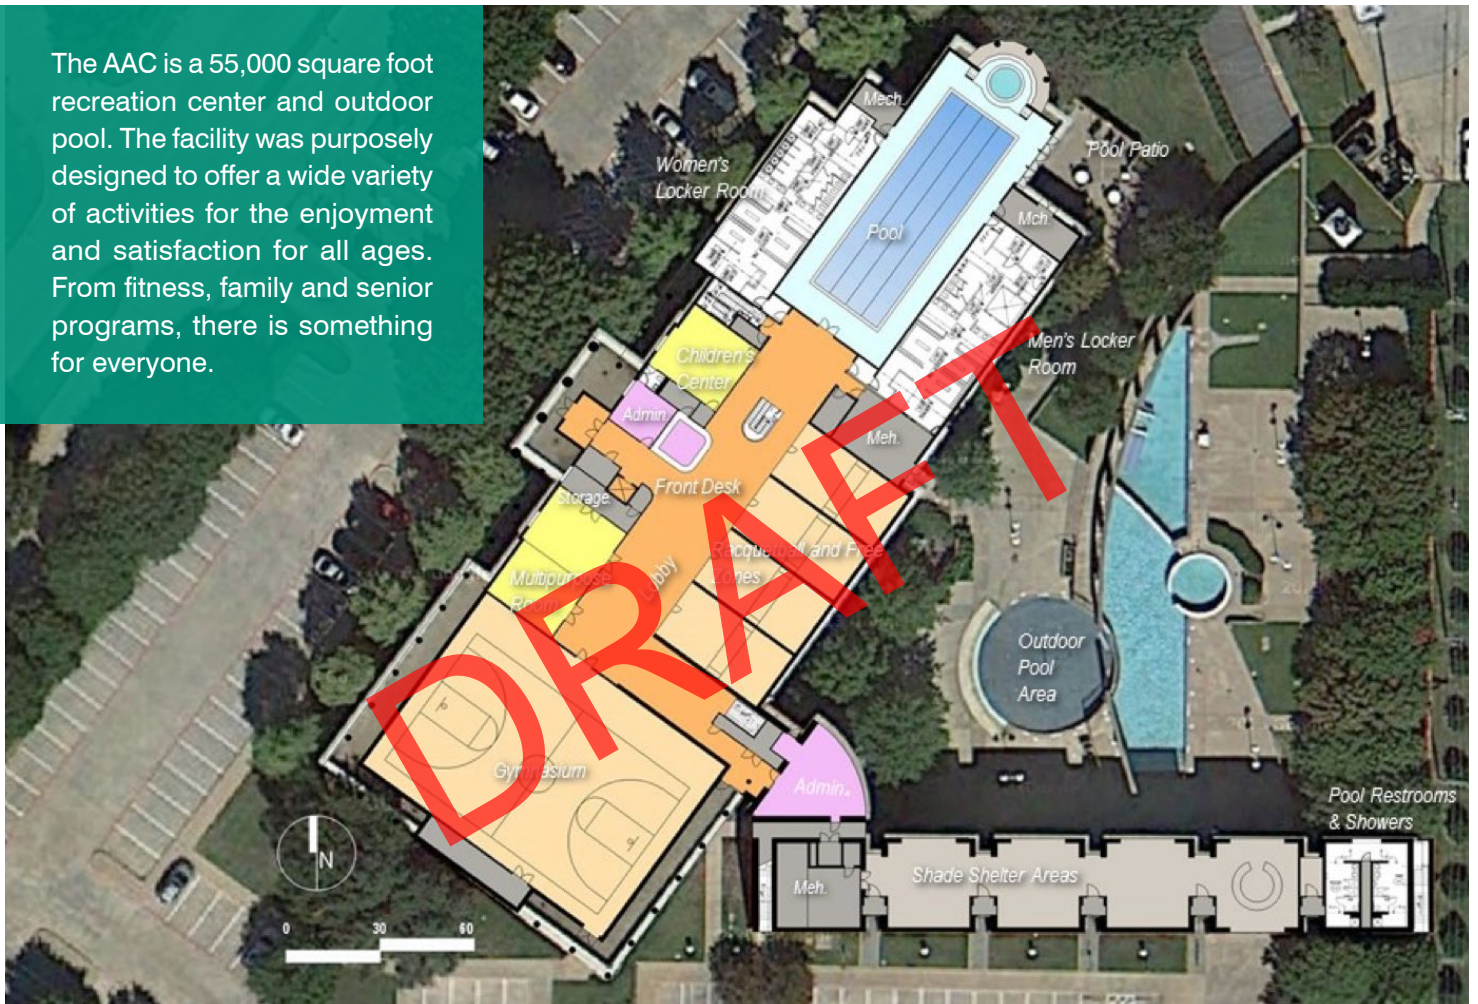 The AAC is a 55,000 square foot
recreation center and outdoor
pool. The facility was purposely
designed to offer a wide variety
of activities for the enjoyment
and satisfaction for all ages.
From fitness, family and senior
programs, there is something
for everyone.
Mech.
Women's
Locker Room
Pool Patio
Mch.
Pool
Men's Locker
Room
Children's
Center
Admin.
Meh.
Front Desk
Storage
Racquetball and Free
Zones
Lobby
Multipurpose
Room
DRAFT
Outdoor
Pool
Area
Gymnasium
Admin.
Pool Restrooms
& Showers
N
Meh.
Shade Shelter Areas
0 30 60